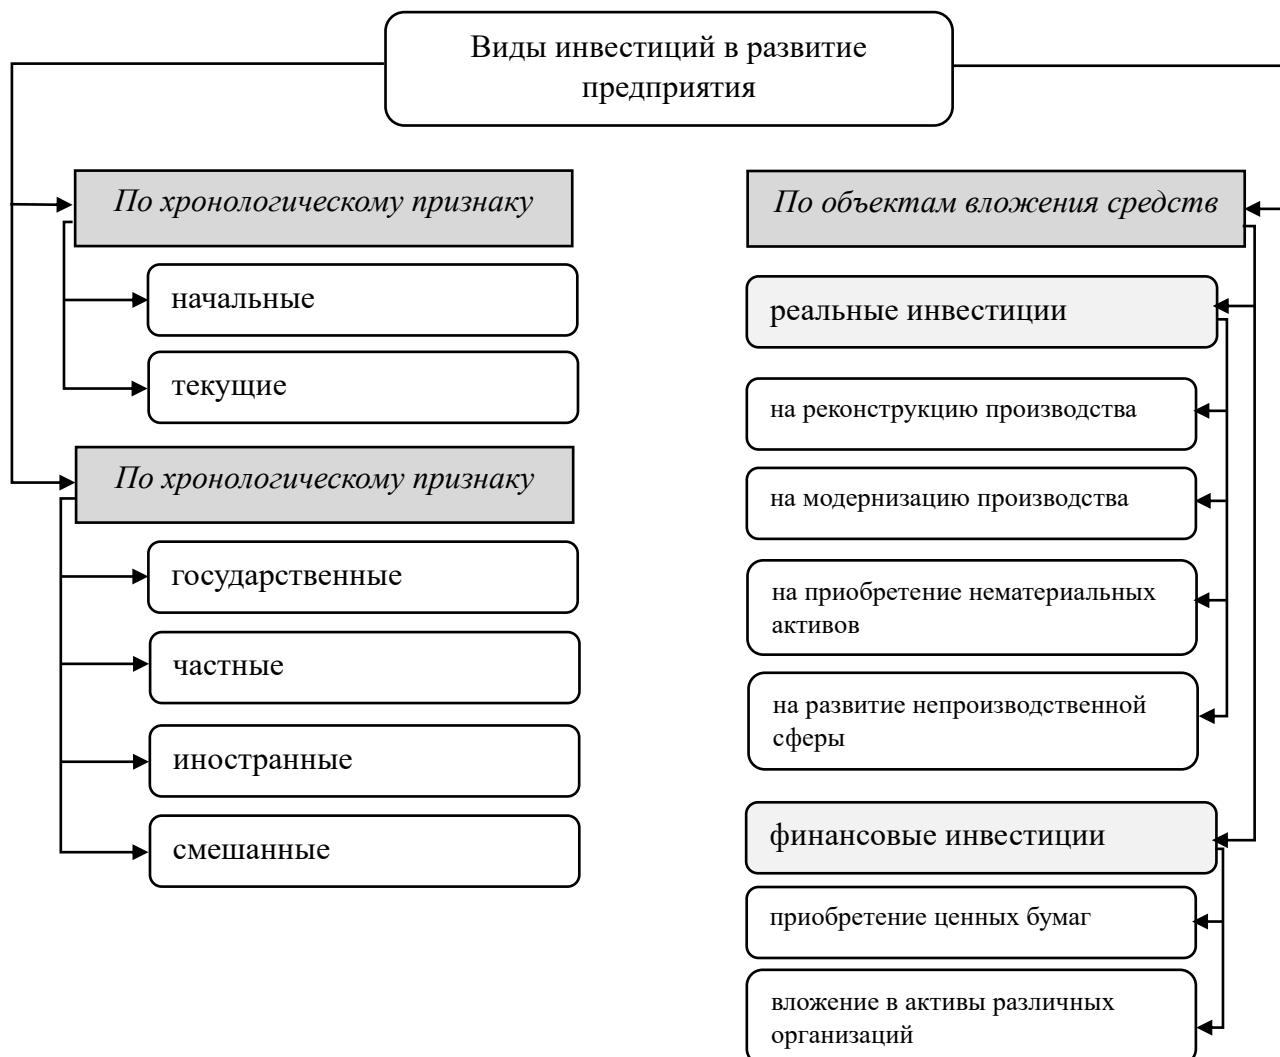 Виды инвестиций в развитие
предприятия
По хронологическому признаку
начальные
текущие
По хронологическому признаку
государственные
частные
иностранные
смешанные
По объектам вложения средств
реальные инвестиции
на реконструкцию производства
на модернизацию производства
на приобретение нематериальных
активов
на развитие непроизводственной
сферы
финансовые инвестиции
приобретение ценных бумаг
вложение в активы различных
организаций